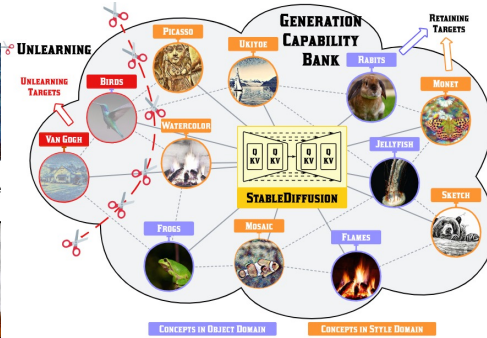 Unlearning
Unlearning
Targets
Picasso
Ukitoe
Generation
Capability
Bank
Retaining
Targets
Birds
Rabits
Monet
Van Gogh
Watercolor
Q
KV
Q
KV
Q
KV
Q
KV
StableDiffusion
Jellyfish
Sketch
Frogs
Mosaic
Flames
Concepts in Object Domain
Concepts in Style Domain